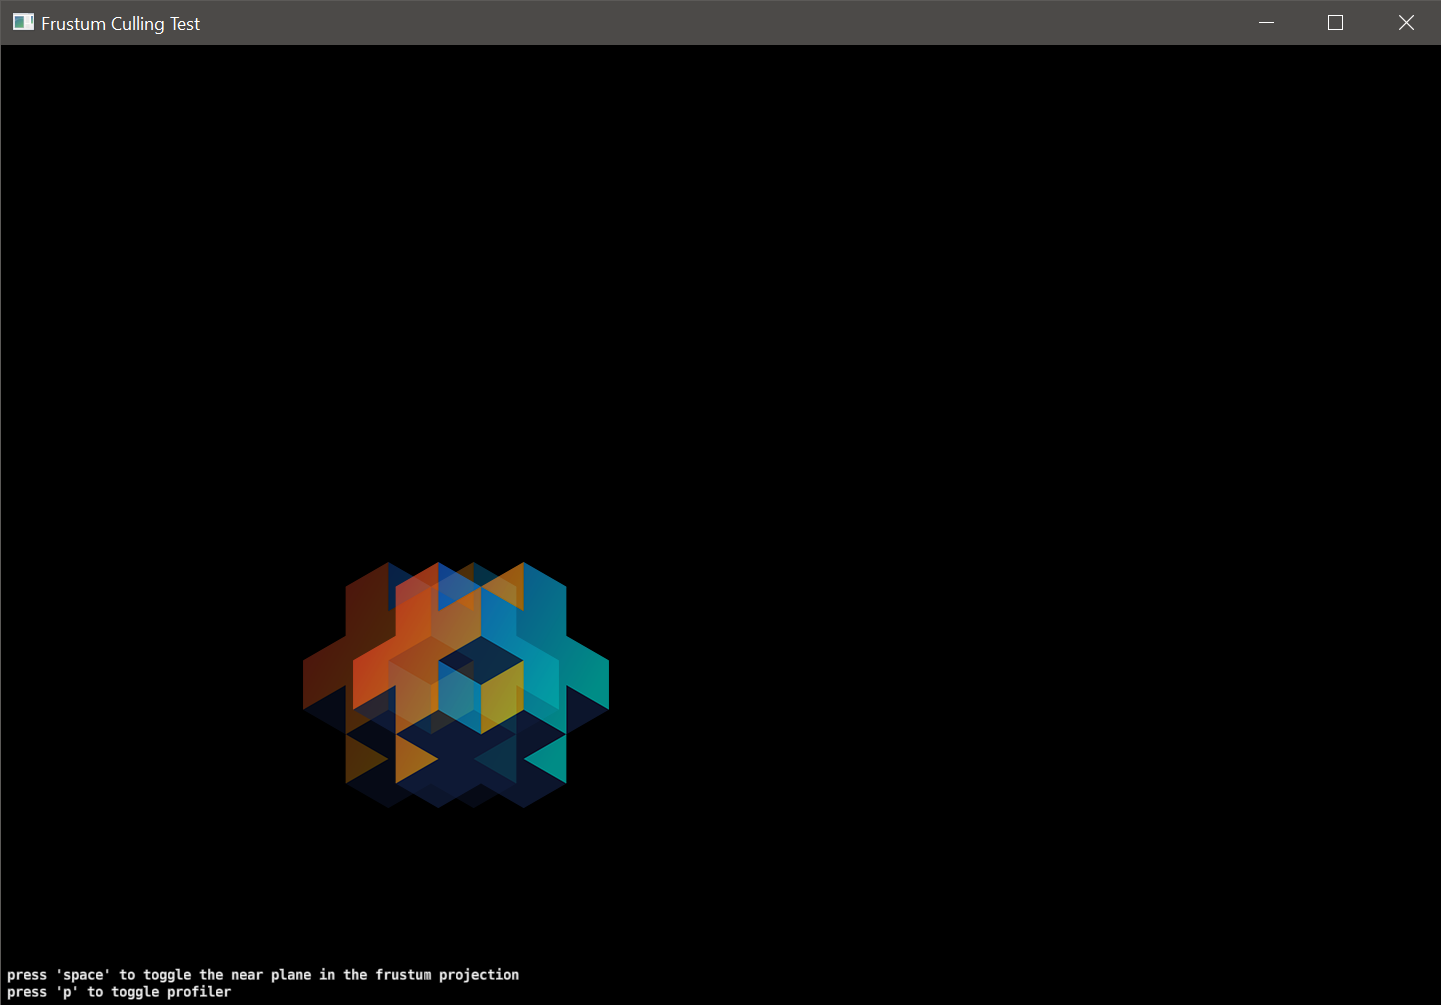 Frustum Culling Test
press 'space' to toggle the near plane in the frustum projection
press 'p' to toggle profiler